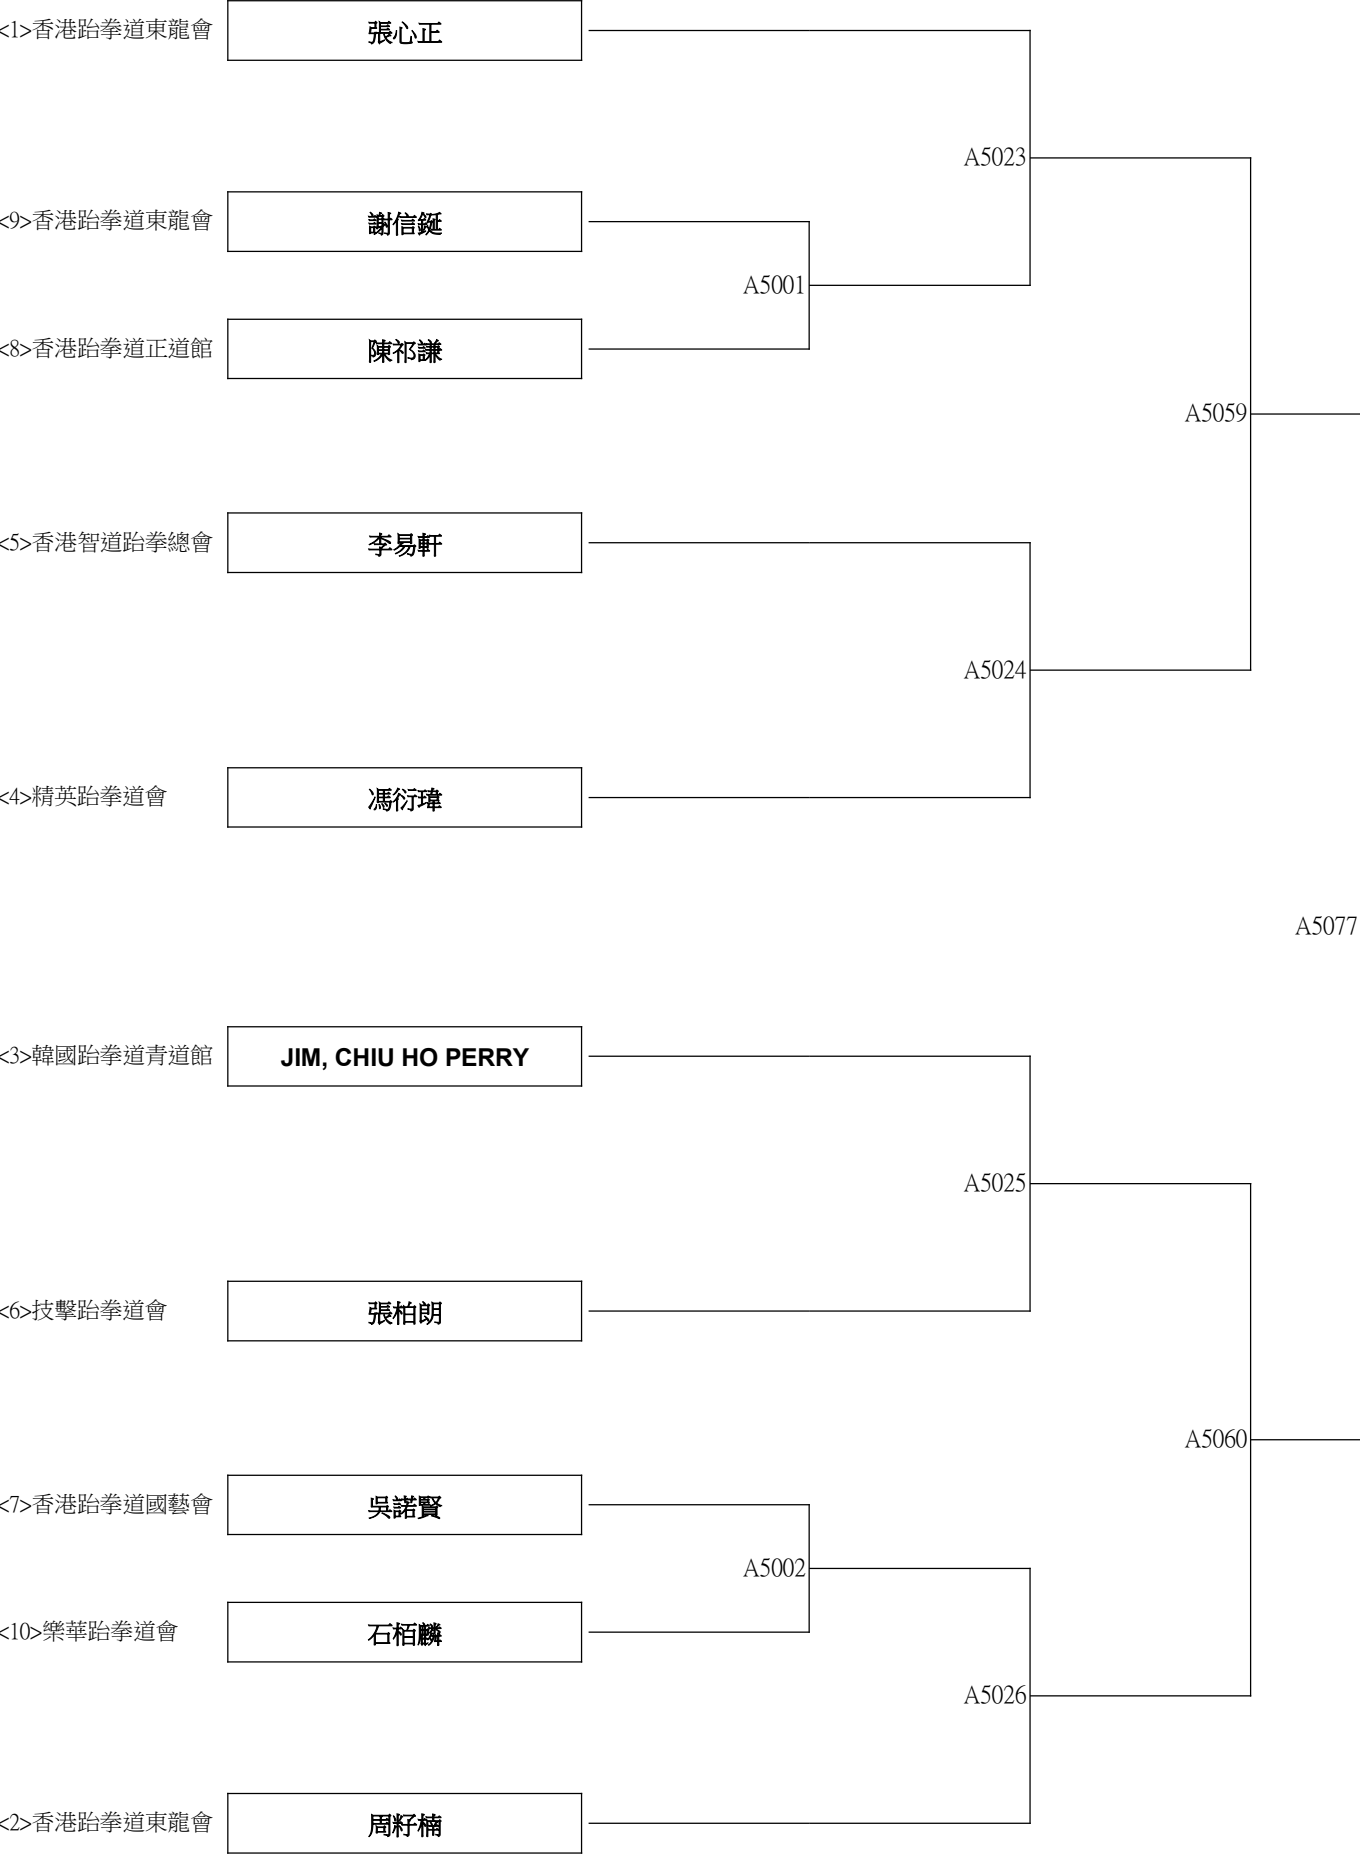 <1>香港跆拳道東龍會
張心正
A5023
<9>香港跆拳道東龍會
謝信鋋
A5001
<8>香港跆拳道正道館
陳祁謙
A5059
<5>香港智道跆拳總會
李易軒
A5024
<4>精英跆拳道會
馮衍瑋
A5077
<3>韓國跆拳道青道館
JIM, CHIU HO PERRY
A5025
<6>技擊跆拳道會
張柏朗
A5060
<7>香港跆拳道國藝會
吳諾賢
A5002
<10>樂華跆拳道會
石栢麟
A5026
<2>香港跆拳道東龍會
周籽楠